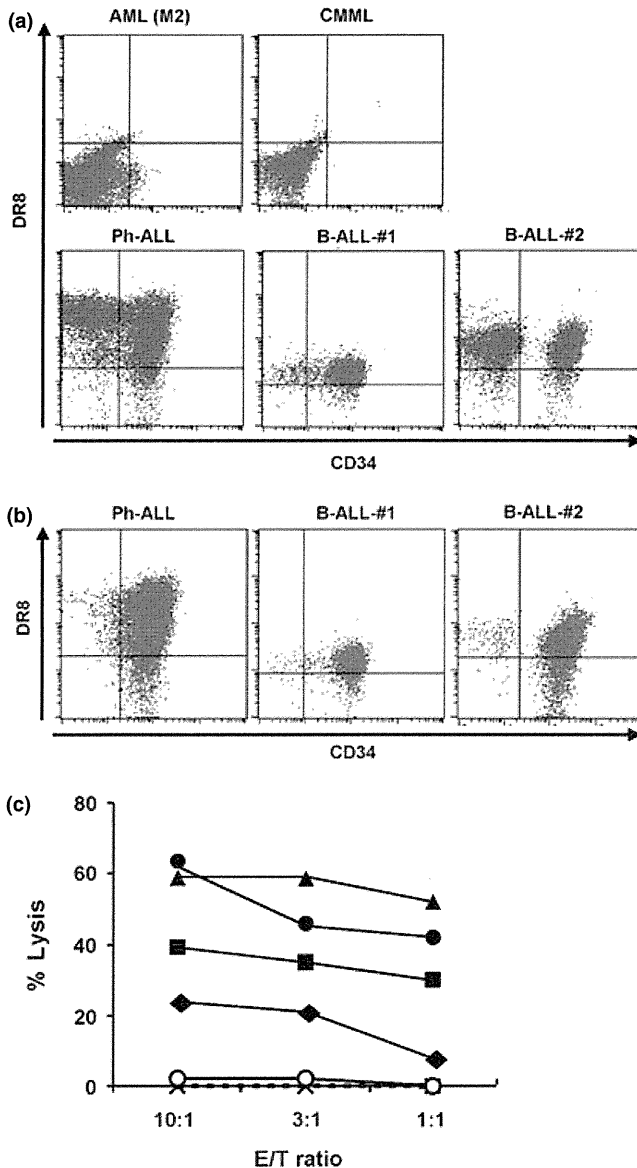 (a)
AML (M2) CMML
DR8
Ph-ALL B-ALL-#1 B-ALL-#2
CD34
(b)
Ph-ALL B-ALL-#1 B-ALL-#2
DR8
CD34
(c)
80
60
40
20
0
% Lysis
10:1 3:1 1:1
E/T ratio